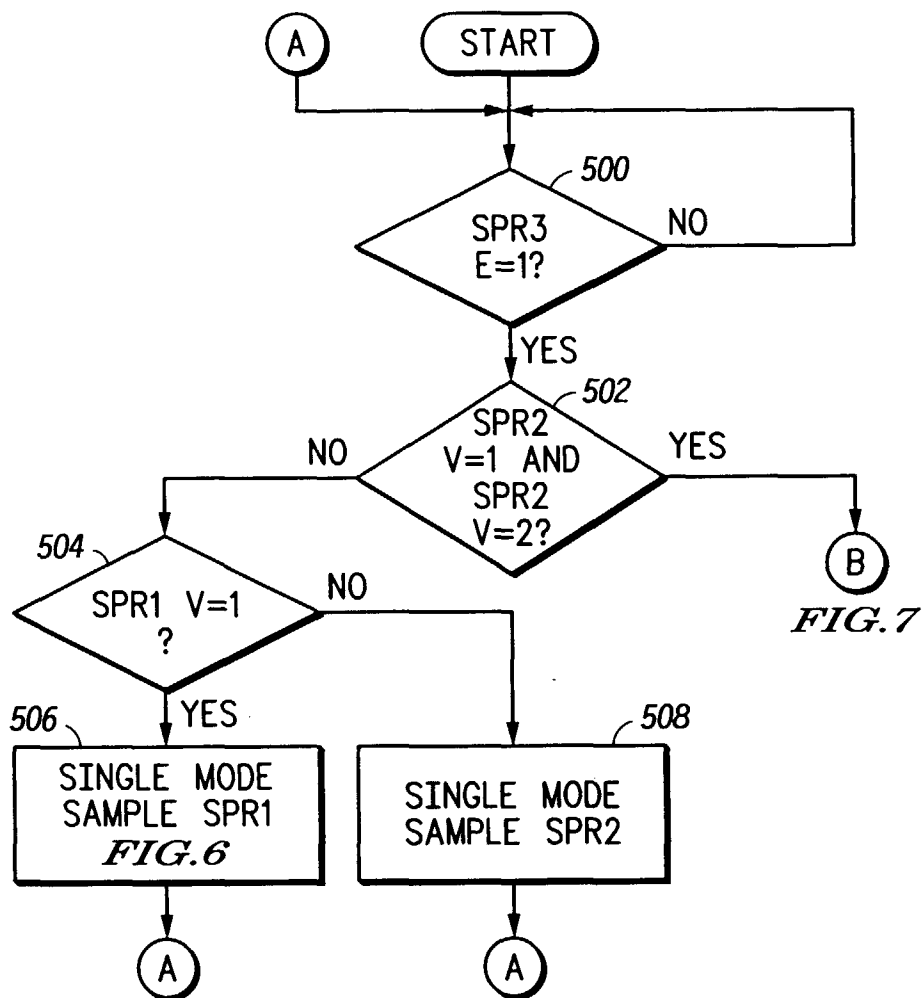 A
START
500
SPR3
E=1?
NO
YES
502
SPR2
V=1 AND
SPR2
V=2?
NO
YES
B
FIG.7
504
SPR1 V=1
?
NO
YES
506
SINGLE MODE
SAMPLE SPR1
FIG.6
508
SINGLE MODE
SAMPLE SPR2
A
A